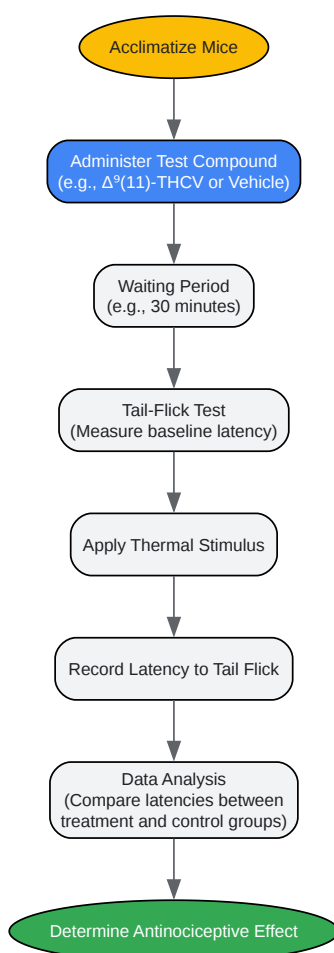 Acclimatize Mice
Administer Test Compound
(e.g., Δ⁹(11)-THCV or Vehicle)
Waiting Period
(e.g., 30 minutes)
Tail-Flick Test
(Measure baseline latency)
Apply Thermal Stimulus
Record Latency to Tail Flick
Data Analysis
(Compare latencies between
treatment and control groups)
Determine Antinociceptive Effect